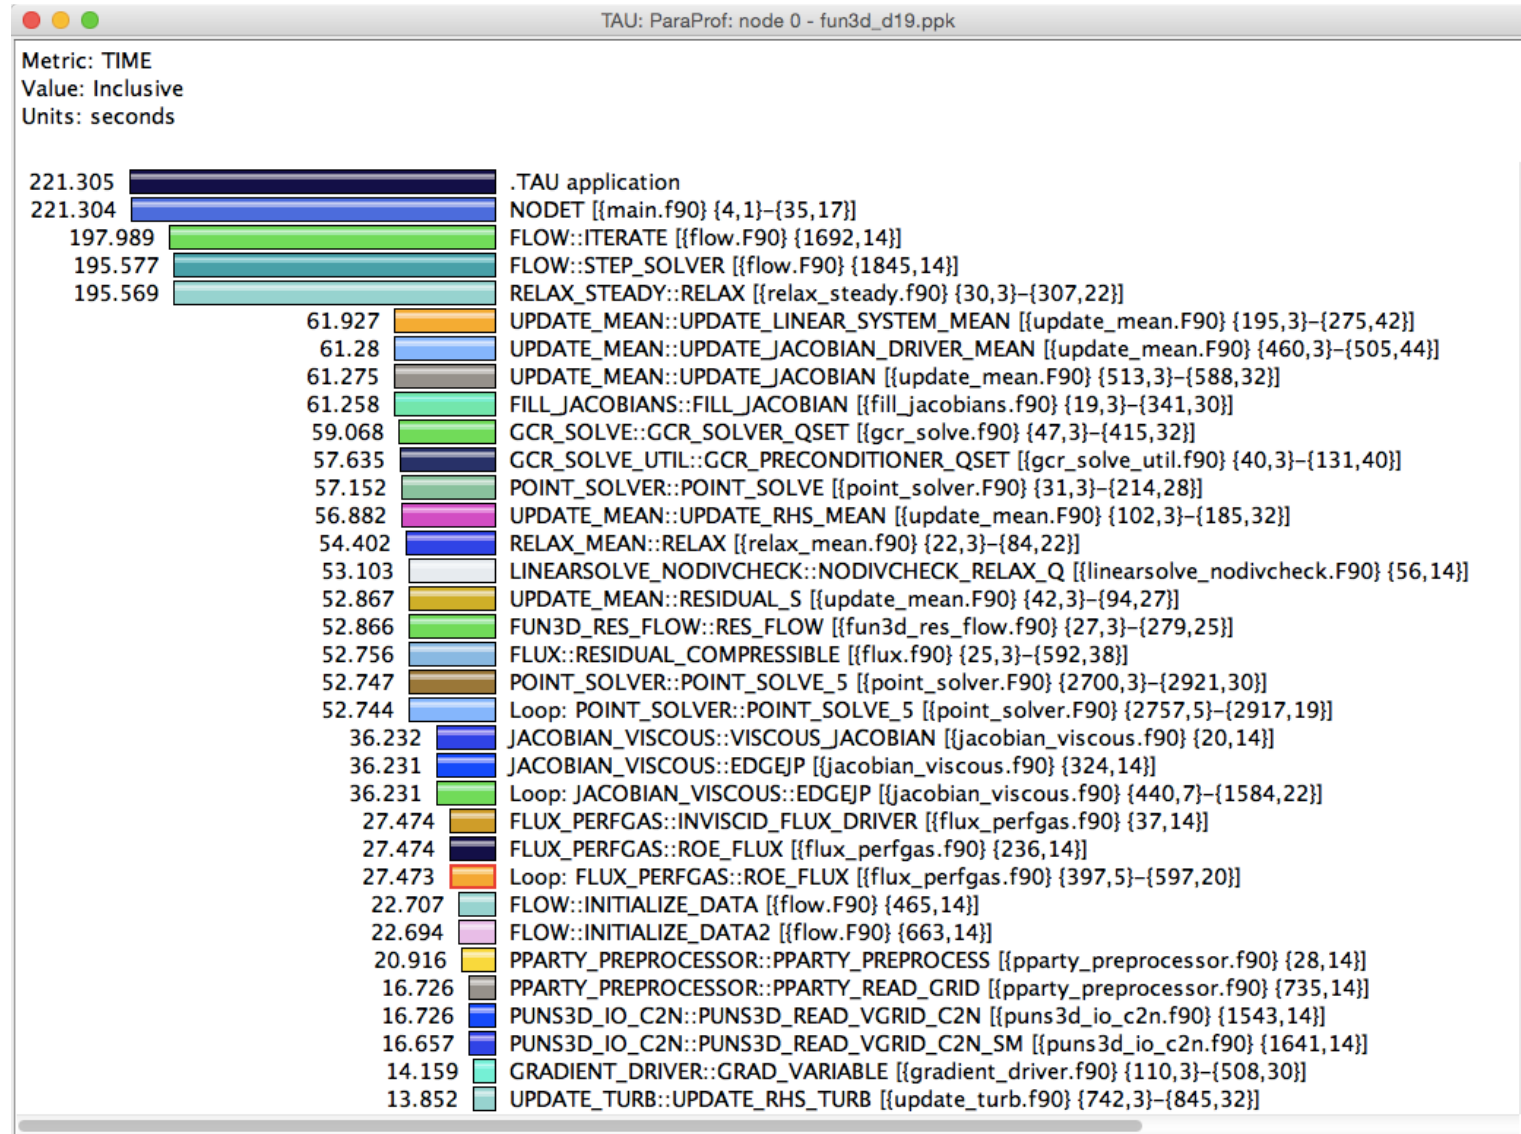 TAU: ParaProf: node 0 - fun3d_d19.ppk
Metric: TIME
Value: Inclusive
Units: seconds
221.305 .TAU application
221.304 NODET [{main.f90} {4,1}-{35,17}]
197.989 FLOW::ITERATE [{flow.F90} {1692,14}]
195.577 FLOW::STEP_SOLVER [{flow.F90} {1845,14}]
195.569 RELAX_STEADY::RELAX [{relax_steady.f90} {30,3}-{307,22}]
61.927 UPDATE_MEAN::UPDATE_LINEAR_SYSTEM_MEAN [{update_mean.F90} {195,3}-{275,42}]
61.28 UPDATE_MEAN::UPDATE_JACOBIAN_DRIVER_MEAN [{update_mean.F90} {460,3}-{505,44}]
61.275 UPDATE_MEAN::UPDATE_JACOBIAN [{update_mean.F90} {513,3}-{588,32}]
61.258 FILL_JACOBIANS::FILL_JACOBIAN [{fill_jacobians.f90} {19,3}-{341,30}]
59.068 GCR_SOLVE::GCR_SOLVER_QSET [{gcr_solve.f90} {47,3}-{415,32}]
57.635 GCR_SOLVE_UTIL::GCR_PRECONDITIONER_QSET [{gcr_solve_util.f90} {40,3}-{131,40}]
57.152 POINT_SOLVER::POINT_SOLVE [{point_solver.F90} {31,3}-{214,28}]
56.882 UPDATE_MEAN::UPDATE_RHS_MEAN [{update_mean.F90} {102,3}-{185,32}]
54.402 RELAX_MEAN::RELAX [{relax_mean.f90} {22,3}-{84,22}]
53.103 LINEARSOLVE_NODIVCHECK::NODIVCHECK_RELAX_Q [{linearsolve_nodivcheck.F90} {56,14}]
52.867 UPDATE_MEAN::RESIDUAL_S [{update_mean.F90} {42,3}-{94,27}]
52.866 FUN3D_RES_FLOW::RES_FLOW [{fun3d_res_flow.f90} {27,3}-{279,25}]
52.756 FLUX::RESIDUAL_COMPRESSIBLE [{flux.f90} {25,3}-{592,38}]
52.747 POINT_SOLVER::POINT_SOLVE_5 [{point_solver.F90} {2700,3}-{2921,30}]
52.744 Loop: POINT_SOLVER::POINT_SOLVE_5 [{point_solver.F90} {2757,5}-{2917,19}]
36.232 JACOBIAN_VISCOUS::VISCOUS_JACOBIAN [{jacobian_viscous.f90} {20,14}]
36.231 JACOBIAN_VISCOUS::EDGEJP [{jacobian_viscous.f90} {324,14}]
36.231 Loop: JACOBIAN_VISCOUS::EDGEJP [{jacobian_viscous.f90} {440,7}-{1584,22}]
27.474 FLUX_PERFGAS::INVISCID_FLUX_DRIVER [{flux_perfgas.f90} {37,14}]
27.474 FLUX_PERFGAS::ROE_FLUX [{flux_perfgas.f90} {236,14}]
27.473 Loop: FLUX_PERFGAS::ROE_FLUX [{flux_perfgas.f90} {397,5}-{597,20}]
22.707 FLOW::INITIALIZE_DATA [{flow.F90} {465,14}]
22.694 FLOW::INITIALIZE_DATA2 [{flow.F90} {663,14}]
20.916 PPARTY_PREPROCESSOR::PPARTY_PREPROCESS [{pparty_preprocessor.f90} {28,14}]
16.726 PPARTY_PREPROCESSOR::PPARTY_READ_GRID [{pparty_preprocessor.f90} {735,14}]
16.726 PUNS3D_IO_C2N::PUNS3D_READ_VGRID_C2N [{puns3d_io_c2n.f90} {1543,14}]
16.657 PUNS3D_IO_C2N::PUNS3D_READ_VGRID_C2N_SM [{puns3d_io_c2n.f90} {1641,14}]
14.159 GRADIENT_DRIVER::GRAD_VARIABLE [{gradient_driver.f90} {110,3}-{508,30}]
13.852 UPDATE_TURB::UPDATE_RHS_TURB [{update_turb.f90} {742,3}-{845,32}]